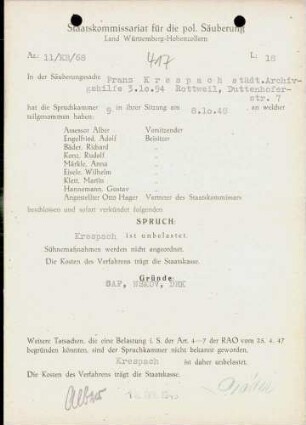 Staatskommissariat für die pol. Säuberung
Land Württemberg-Hohenzollern
Az: 11/KR/68 417 L: 18
In der Säuberungssache Franz Krespach städt. Archiv-
gehilfe 3.10.94 Rottweil, Duttenhofer-
str. 7
hat die Spruchkammer 9 in ihrer Sitzung am 8.10.48 an welcher
teilgenommen haben:
Assessor Alber Vorsitzender
Engelfried, Adolf Beisitzer
Bäder, Richard "
Kenz, Rudolf "
Märkle, Anna "
Eisele, Wilhelm "
Klett, Martin "
Hannemann, Gustav "
Angestellter Otto Hager Vertreter des Staatskommissars
beschlossen und sofort verkündet folgenden
SPRUCH:
Krespach ist unbelastet.
Sühnemaßnahmen werden nicht angeordnet.
Die Kosten des Verfahrens trägt die Staatskasse.
Gründe
DAF, NSKOV, DRK
Weitere Tatsachen, die eine Belastung i. S. der Art. 4-7 der RAO vom 25. 4. 47
begründen könnten, sind der Spruchkammer nicht bekannt geworden.
Krespach ist daher unbelastet.
Die Kosten des Verfahrens trägt die Staatskasse.
Alber